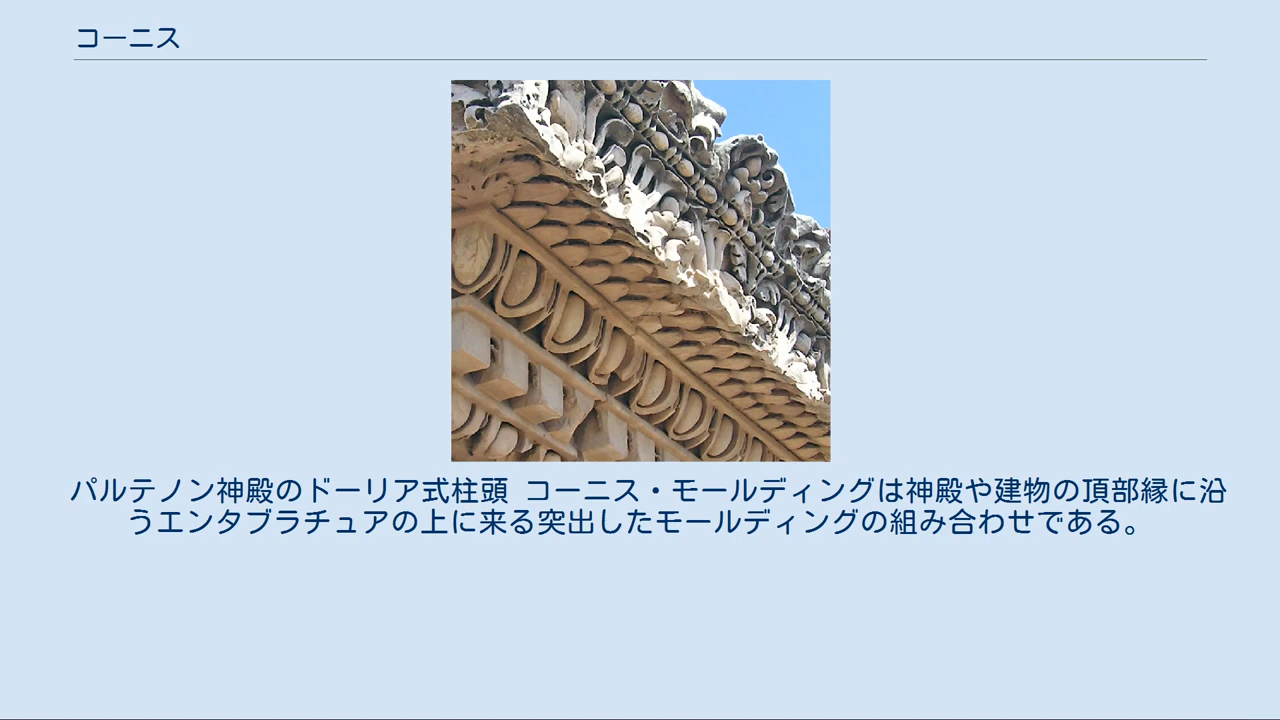 コーニス
パルテノン神殿のドーリア式柱頭 コーニス・モールディングは神殿や建物の頂部縁に沿
うエンタブラチュアの上に来る突出したモールディングの組み合わせである。